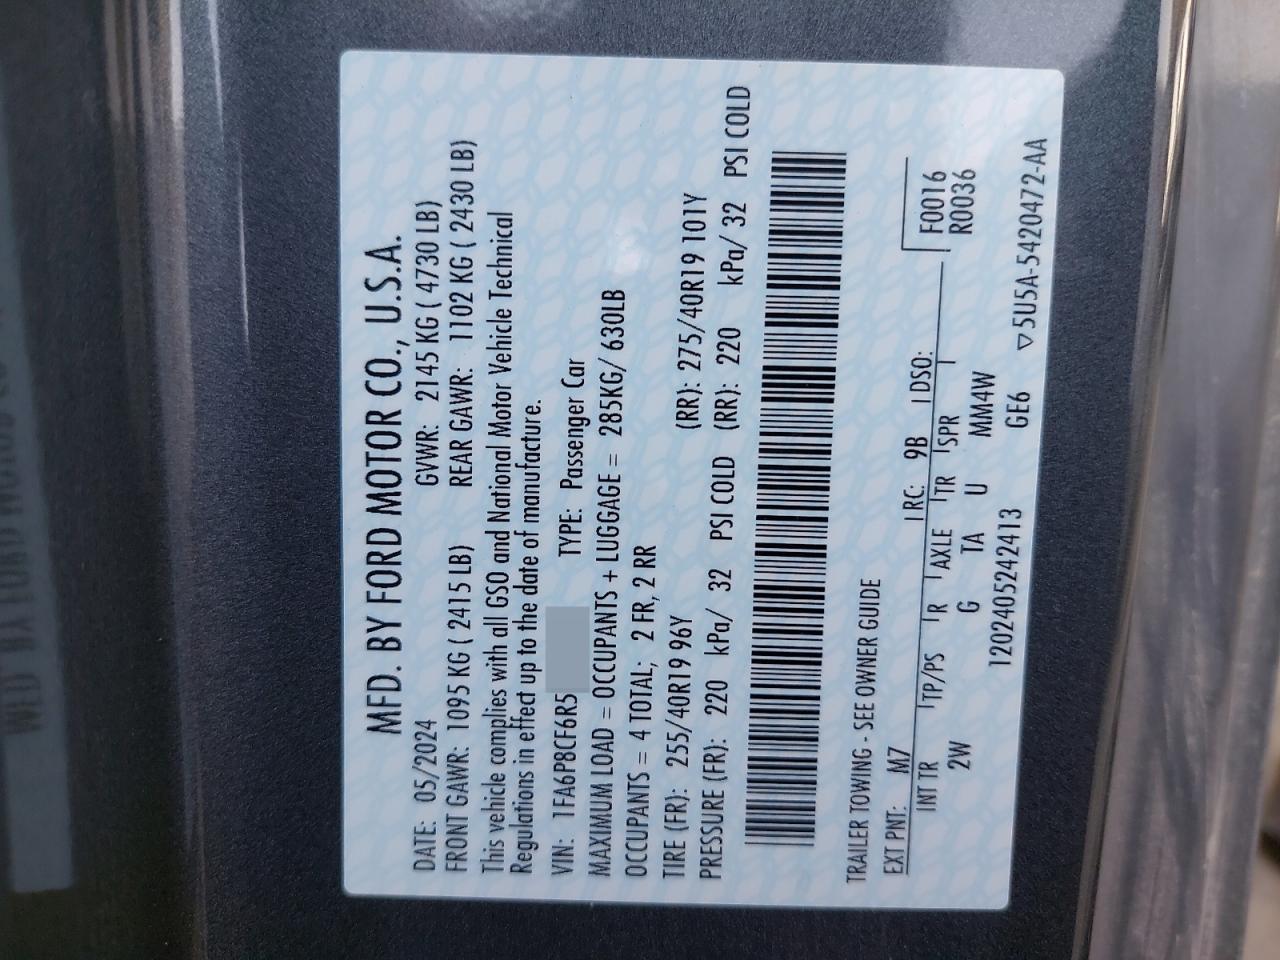 MFD. BY FORD MOTOR CO., U.S.A.
DATE: 05/2024 GVWR: 2145 KG ( 4730 LB)
FRONT GAWR: 1095 KG ( 2415 LB) REAR GAWR: 1102 KG ( 2430 LB)
This vehicle complies with all GSO and National Motor Vehicle Technical
Regulations in effect up to the date of manufacture.
VIN: 1FA6P8CF6R5 TYPE: Passenger Car
MAXIMUM LOAD = OCCUPANTS + LUGGAGE = 285KG/ 630LB
OCCUPANTS = 4 TOTAL; 2 FR, 2 RR
TIRE (FR): 255/40R19 96Y (RR): 275/40R19 101Y
PRESSURE (FR): 220 kPa/ 32 PSI COLD (RR): 220 kPa/ 32 PSI COLD
TRAILER TOWING - SEE OWNER GUIDE
EXT PNT: M7 RC: 9B DSO:
F0016
R0036
INT TR TP/PS R AXLE TR SPR
2W G TA U MM4W
1202405242413 GE6 ▽5U5A-5420472-AA